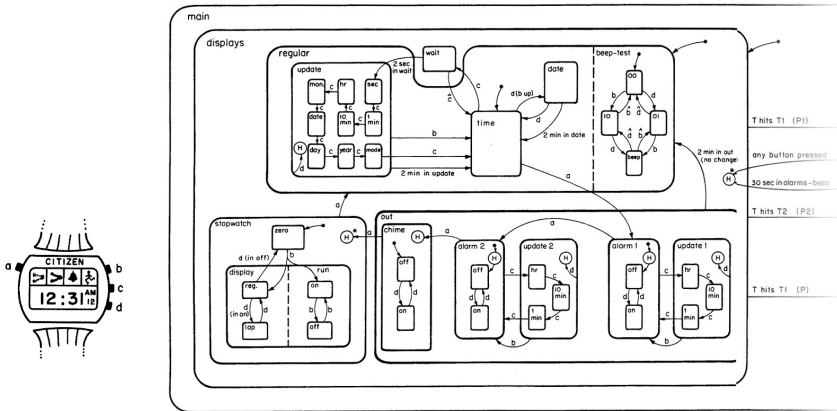 main
displays
regular
wait
beep-test
update
2 sec
in wait
c
ĉ
mon.
c
hr
sec
c
c
c
date
10
min
c
1
min
c
day
c
year
c
mode
H
d
b
c
2 min in update
time
d(b up)
d
date
2 min in date
00
b
d
b̂
d̂
10
01
d
d̂
b̂
b
beep
T hits T1 (P1)
2 min in out
(no change)
any button pressed
H*
30 sec in alarms-beep
T hits T2 (P2)
T hits T1 (P)
a
a
stopwatch
zero
H*
a
d (in off)
b
display
run
reg.
on
d
(in on)
d
b
b
lap
off
out
chime
H
a
off
d
d
on
a
alarm 2
H
off
d
d
on
update 2
H
c
hr
c
d
10
min
c
1
min
c
b
alarm 1
H
off
d
d
on
update 1
H
c
hr
c
d
10
min
c
1
min
c
b
a
CITIZEN
b
c
d
12:31 AM
12